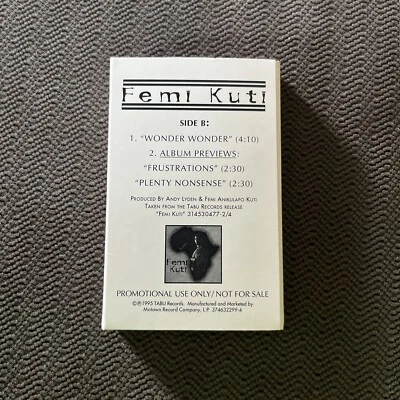 Femi Kuti
SIDE B:
1. "WONDER WONDER" (4:10)
2. ALBUM PREVIEWS:
"FRUSTRATIONS" (2:30)
"PLENTY NONSENSE" (2:30)
PRODUCED BY ANDY LYDEN & FEMI ANIKULAPO KUTI
TAKEN FROM THE TABU RECORDS RELEASE
"FEMI KUTI" 314530477-2/4
Femi
Kuti
PROMOTIONAL USE ONLY/ NOT FOR SALE
©℗1995 TABU Records. Manufactured and Marketed by
Motown Record Company, L.P. 374632299-4